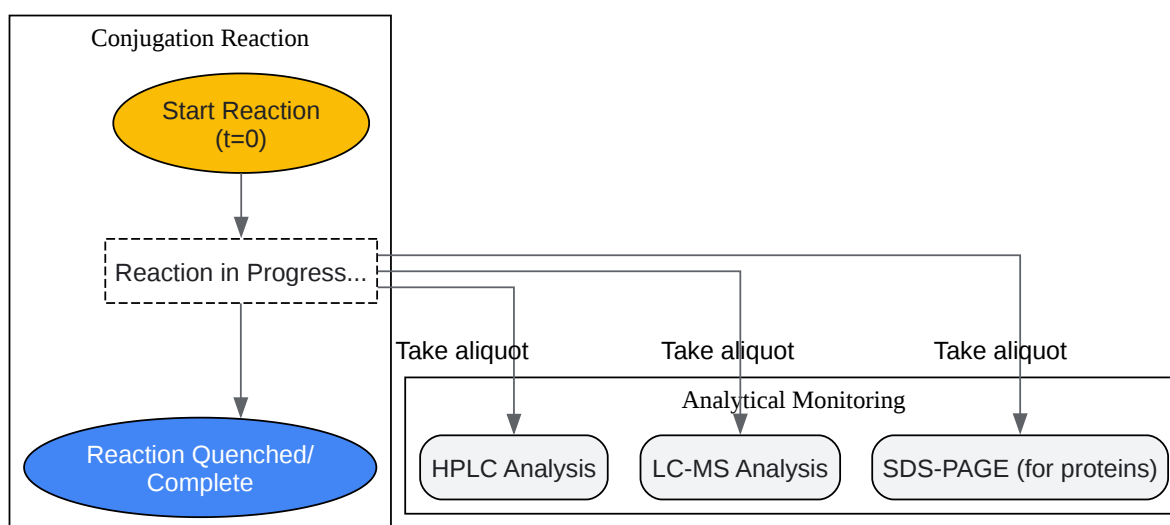 Conjugation Reaction
Start Reaction
(t=0)
Reaction in Progress...
Take aliquot
Take aliquot
Take aliquot
Analytical Monitoring
Reaction Quenched/
Complete
HPLC Analysis
LC-MS Analysis
SDS-PAGE (for proteins)